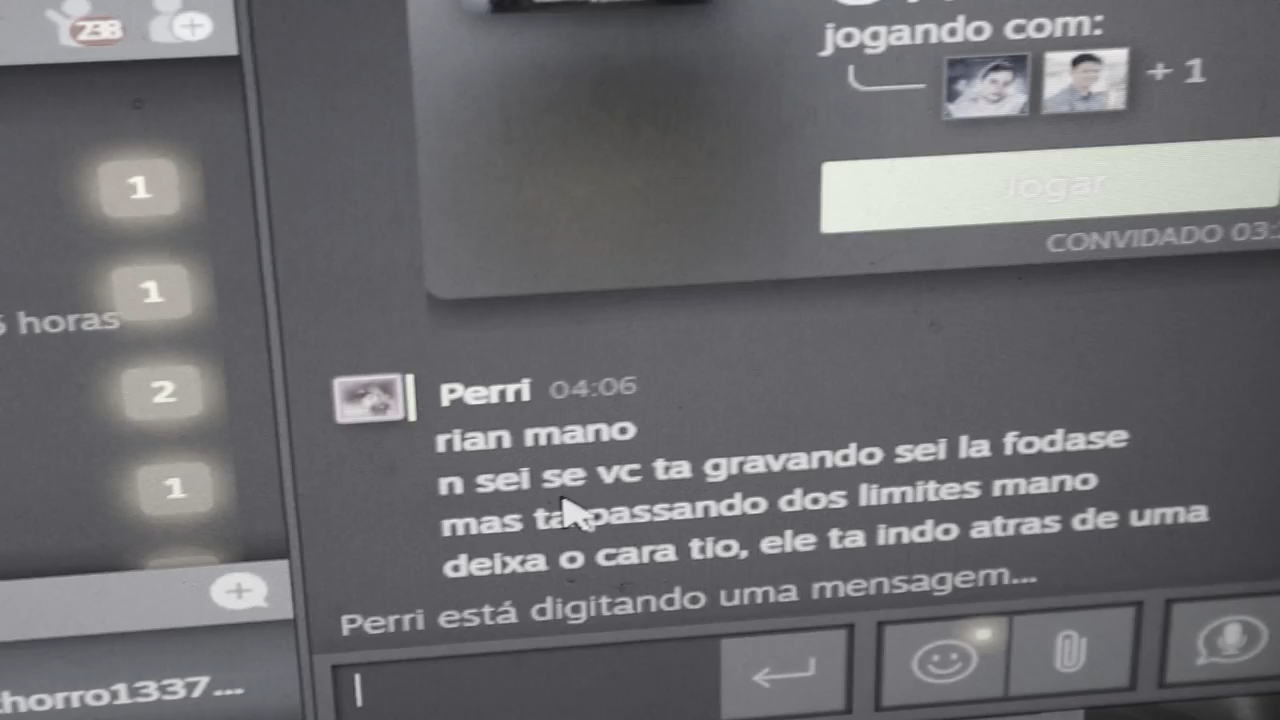 238
jogando com:
+ 1
Jogar
CONVIDADO 03:
1
1
horas
2
1
Perri 04:06
rian mano
n sei se vc ta gravando sei la fodase
mas ta passando dos limites mano
deixa o cara tio, ele ta indo atras de uma
Perri está digitando uma mensagem...
horro1337...